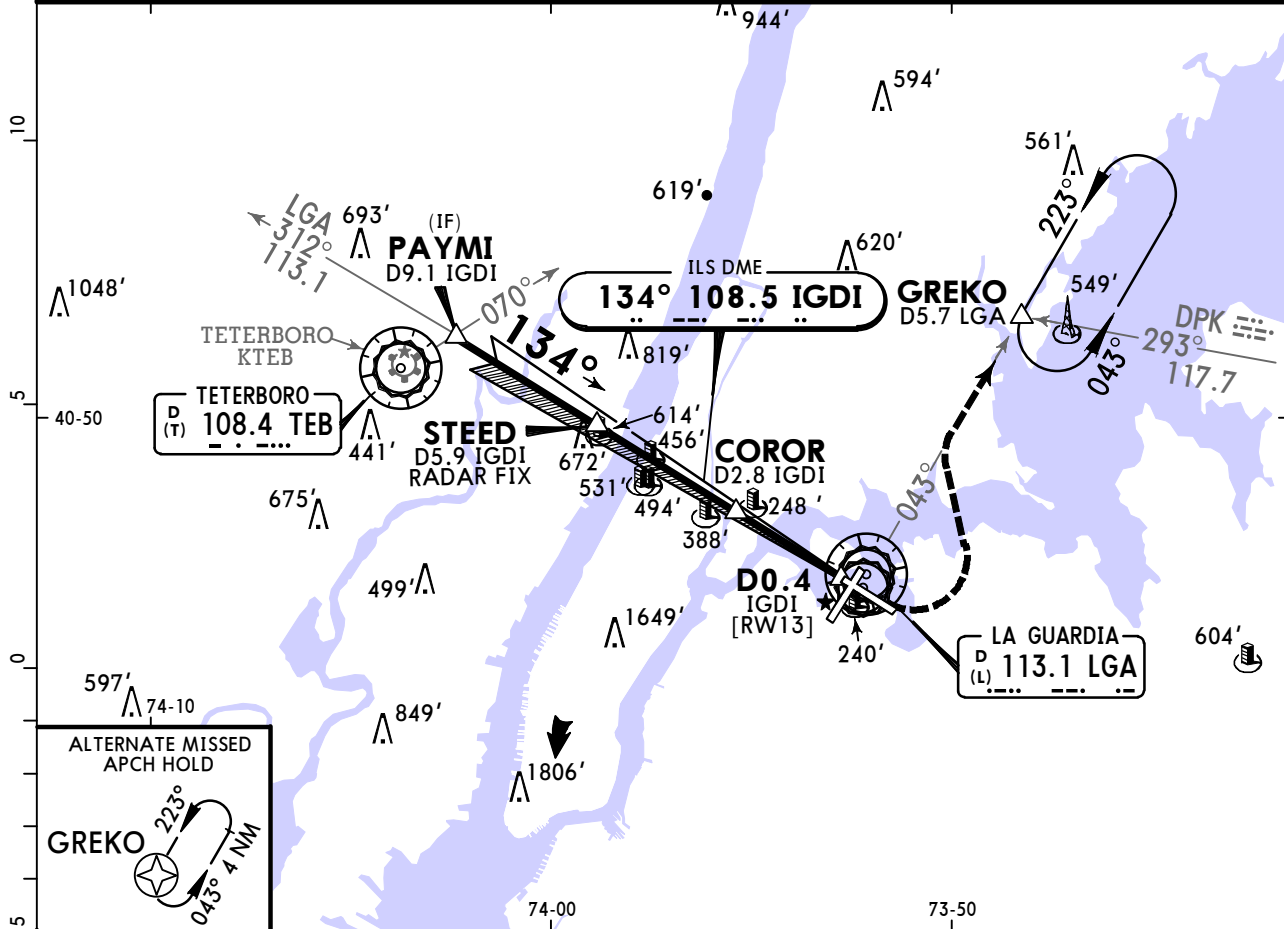 944'
594'
10
561'
223°
619'
LGA
312°
113.1
693'
(IF)
PAYMI
D9.1 IGDI
620'
1048'
070°
ILS DME
134° 108.5 IGDI
GREKO
D5.7 LGA
549'
DPK
293°
117.7
043°
TETERBORO
KTEB
134°
819'
TETERBORO
D
(T)
108.4 TEB
5
40-50
441'
STEED
D5.9 IGDI
RADAR FIX
614'
456'
672'
531'
494'
COROR
D2.8 IGDI
248'
388'
043°
675'
499'
D0.4
IGDI
[RW13]
240'
1649'
LA GUARDIA
D
(L)
113.1 LGA
604'
0
597'
74-10
849'
1806'
ALTERNATE MISSED
APCH HOLD
GREKO
223°
043° 4 NM
5
74-00
73-50